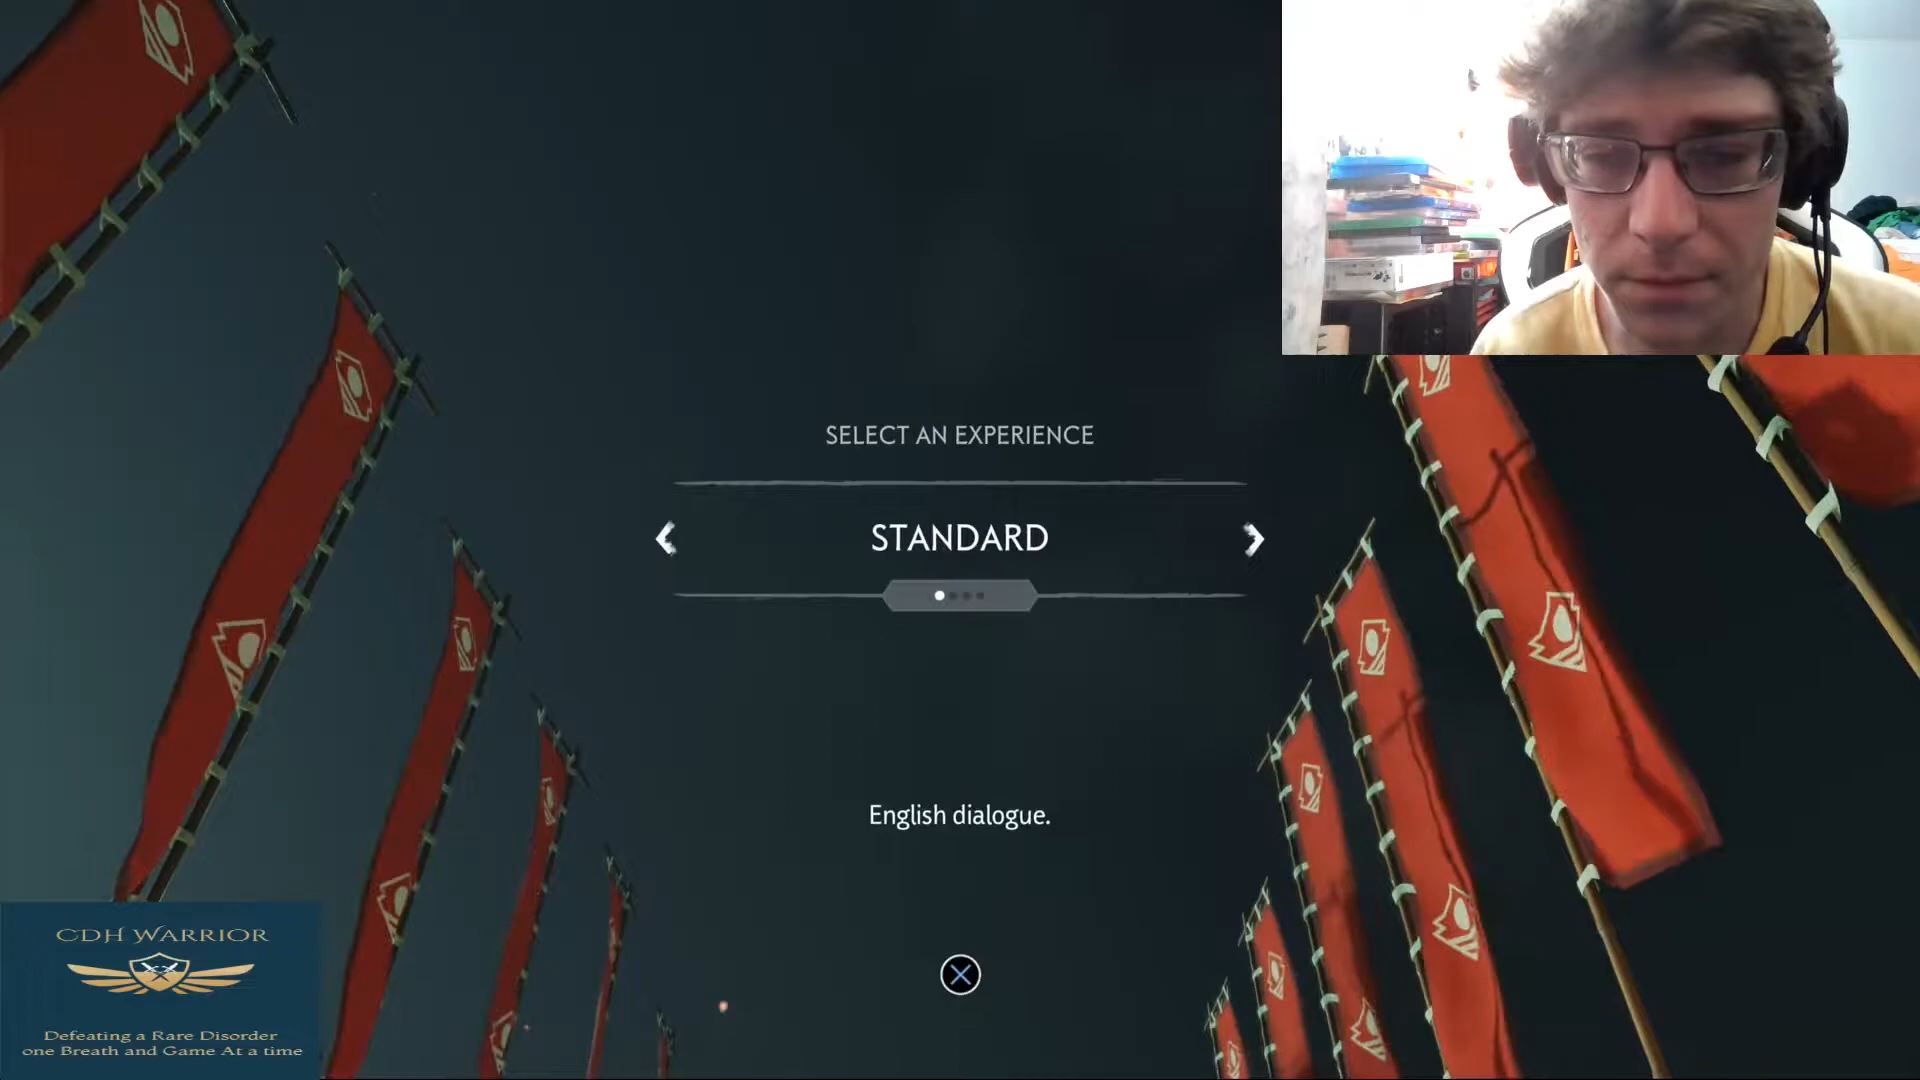 SELECT AN EXPERIENCE
STANDARD
English dialogue.
CDH WARRIOR
Defeating a Rare Disorder
one Breath and Game At a time